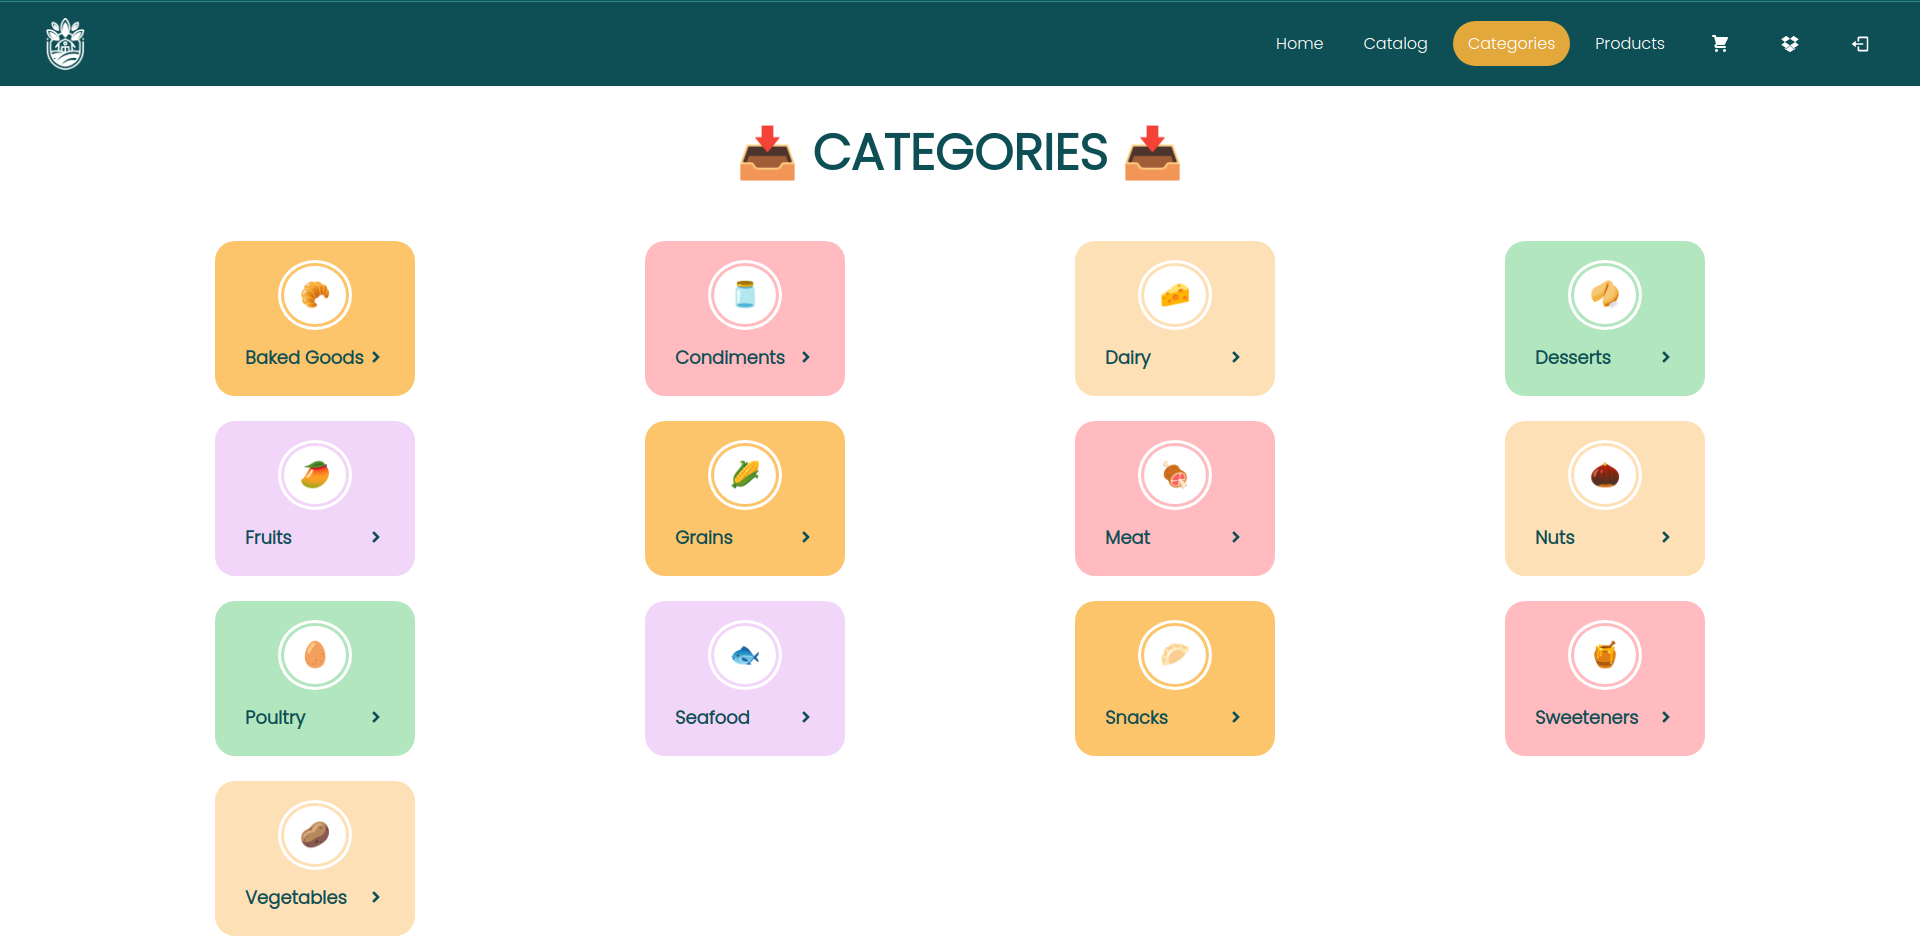 Home Catalog Categories Products
CATEGORIES
Baked Goods
Condiments
Dairy
Desserts
Fruits
Grains
Meat
Nuts
Poultry
Seafood
Snacks
Sweeteners
Vegetables